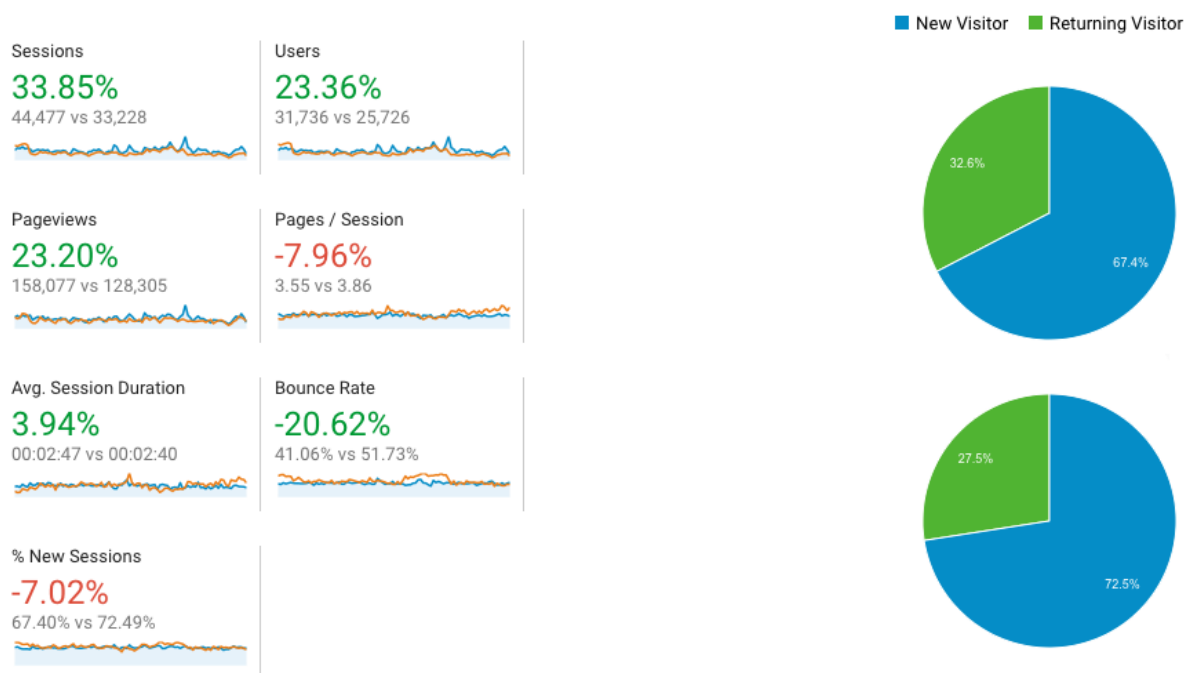 New Visitor
Returning Visitor
Sessions
33.85%
44,477 vs 33,228
Users
23.36%
31,736 vs 25,726
Pageviews
23.20%
158,077 vs 128,305
Pages / Session
-7.96%
3.55 vs 3.86
Avg. Session Duration
3.94%
00:02:47 vs 00:02:40
Bounce Rate
-20.62%
41.06% vs 51.73%
% New Sessions
-7.02%
67.40% vs 72.49%
32.6%
67.4%
27.5%
72.5%